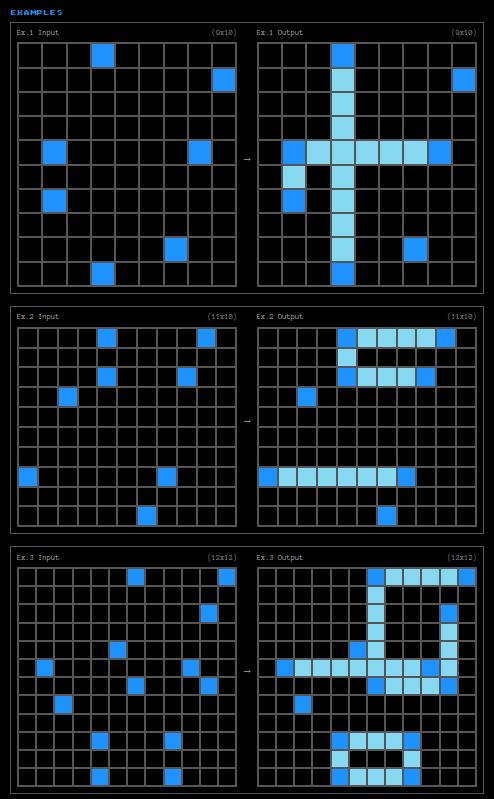 EXAMPLES
Ex.1 Input (9x10) Ex.1 Output (9x10)
→
Ex.2 Input (11x10) Ex.2 Output (11x10)
→
Ex.3 Input (12x12) Ex.3 Output (12x12)
→